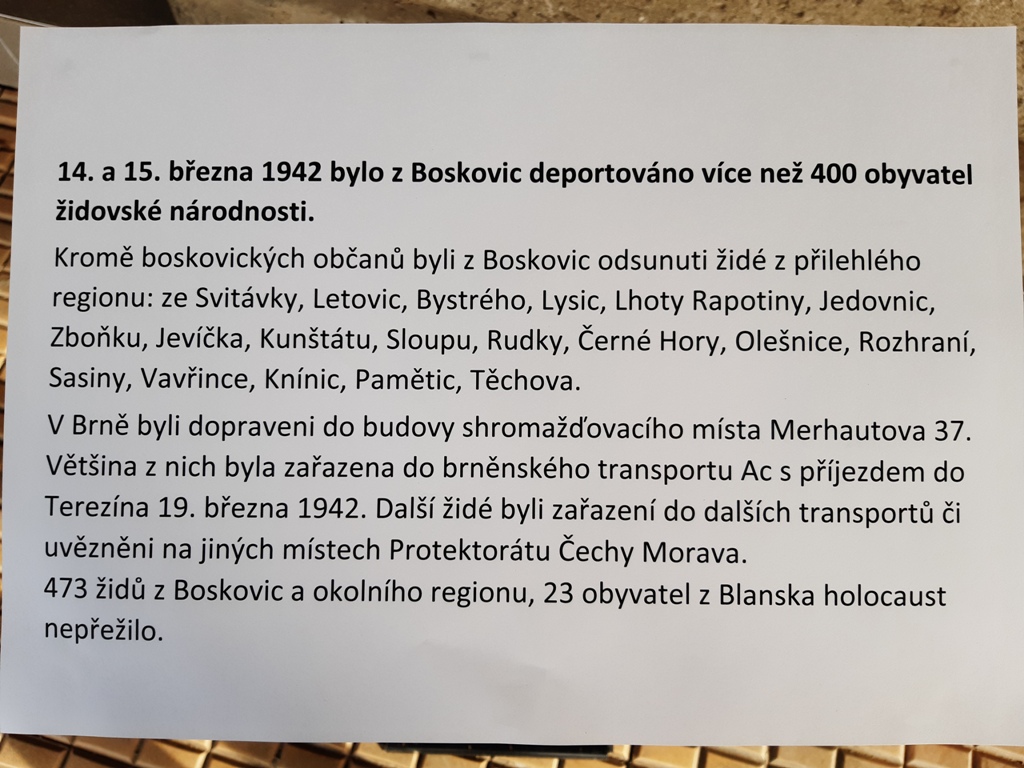 14. a 15. března 1942 bylo z Boskovic deportováno více než 400 obyvatel
židovské národnosti.
Kromě boskovických občanů byli z Boskovic odsunuti židé z přilehlého
regionu: ze Svitávky, Letovic, Bystrého, Lysic, Lhoty Rapotiny, Jedovnic,
Zboňku, Jevíčka, Kunštátu, Sloupu, Rudky, Černé Hory, Olešnice, Rozhraní,
Sasiny, Vavřince, Knínic, Pamětic, Těchova.
V Brně byli dopraveni do budovy shromažďovacího místa Merhautova 37.
Většina z nich byla zařazena do brněnského transportu Ac s příjezdem do
Terezína 19. března 1942. Další židé byli zařazení do dalších transportů či
uvězněni na jiných místech Protektorátu Čechy Morava.
473 židů z Boskovic a okolního regionu, 23 obyvatel z Blanska holocaust
nepřežilo.